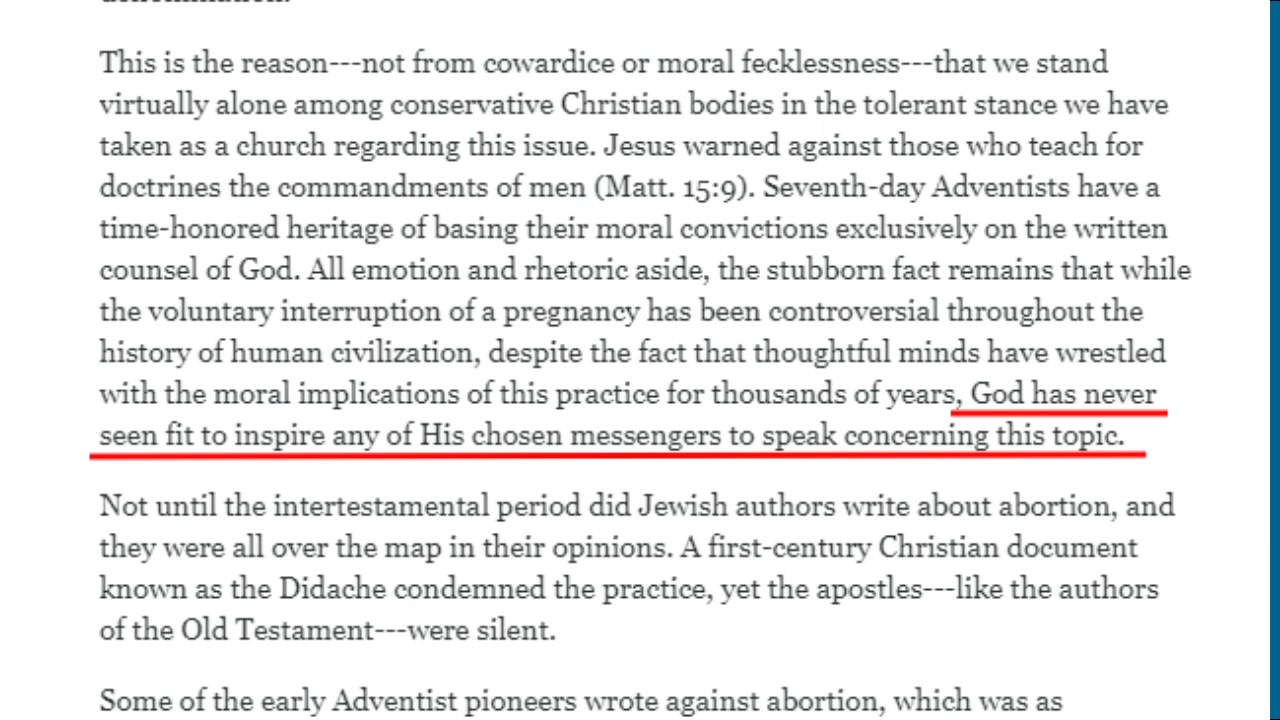 denomination.
This is the reason---not from cowardice or moral fecklessness---that we stand
virtually alone among conservative Christian bodies in the tolerant stance we have
taken as a church regarding this issue. Jesus warned against those who teach for
doctrines the commandments of men (Matt. 15:9). Seventh-day Adventists have a
time-honored heritage of basing their moral convictions exclusively on the written
counsel of God. All emotion and rhetoric aside, the stubborn fact remains that while
the voluntary interruption of a pregnancy has been controversial throughout the
history of human civilization, despite the fact that thoughtful minds have wrestled
with the moral implications of this practice for thousands of years, God has never
seen fit to inspire any of His chosen messengers to speak concerning this topic.
Not until the intertestamental period did Jewish authors write about abortion, and
they were all over the map in their opinions. A first-century Christian document
known as the Didache condemned the practice, yet the apostles---like the authors
of the Old Testament---were silent.
Some of the early Adventist pioneers wrote against abortion, which was as